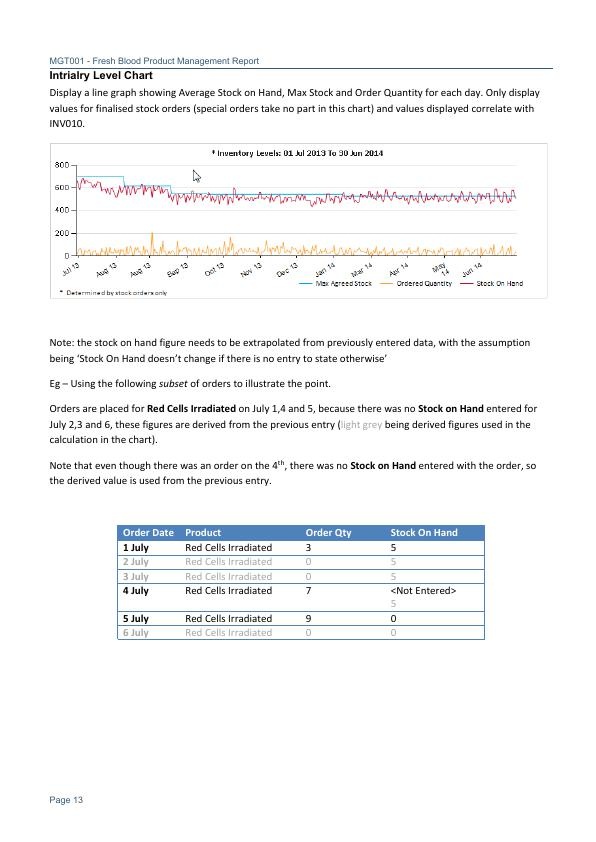 MGT001 - Fresh Blood Product Management Report
Intrialry Level Chart
Display a line graph showing Average Stock on Hand, Max Stock and Order Quantity for each day. Only display
values for finalised stock orders (special orders take no part in this chart) and values displayed correlate with
INV010.
* Inventory Levels: 01 Jul 2013 To 30 Jun 2014
800
600
400
200
0
Jul 13 Aug 13 Aug 13 Sep 13 Oct 13 Nov 13 Dec 13 Jan 14 Mar 14 Apr 14 May 14 Jun 14
Max Agreed Stock Ordered Quantity Stock On Hand
* Determined by stock orders only
Note: the stock on hand figure needs to be extrapolated from previously entered data, with the assumption
being ‘Stock On Hand doesn’t change if there is no entry to state otherwise’
Eg – Using the following subset of orders to illustrate the point.
Orders are placed for Red Cells Irradiated on July 1,4 and 5, because there was no Stock on Hand entered for
July 2,3 and 6, these figures are derived from the previous entry (light grey being derived figures used in the
calculation in the chart).
Note that even though there was an order on the 4th, there was no Stock on Hand entered with the order, so
the derived value is used from the previous entry.
Order Date Product Order Qty Stock On Hand
1 July Red Cells Irradiated 3 5
2 July Red Cells Irradiated 0 5
3 July Red Cells Irradiated 0 5
4 July Red Cells Irradiated 7 <Not Entered>
5
5 July Red Cells Irradiated 9 0
6 July Red Cells Irradiated 0 0
Page 13